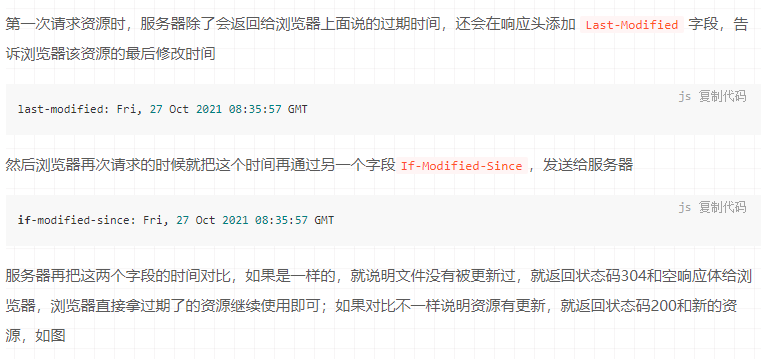 第一次请求资源时，服务器除了会返回给浏览器上面说的过期时间，还会在响应头添加 Last-Modified 字段，告
诉浏览器该资源的最后修改时间
js 复制代码
last-modified: Fri, 27 Oct 2021 08:35:57 GMT
然后浏览器再次请求的时候就把这个时间再通过另一个字段 If-Modified-Since ，发送给服务器
js 复制代码
if-modified-since: Fri, 27 Oct 2021 08:35:57 GMT
服务器再把这两个字段的时间对比，如果是一样的，就说明文件没有被更新过，就返回状态码304和空响应体给浏
览器，浏览器直接拿过期了的资源继续使用即可；如果对比不一样说明资源有更新，就返回状态码200和新的资
源，如图